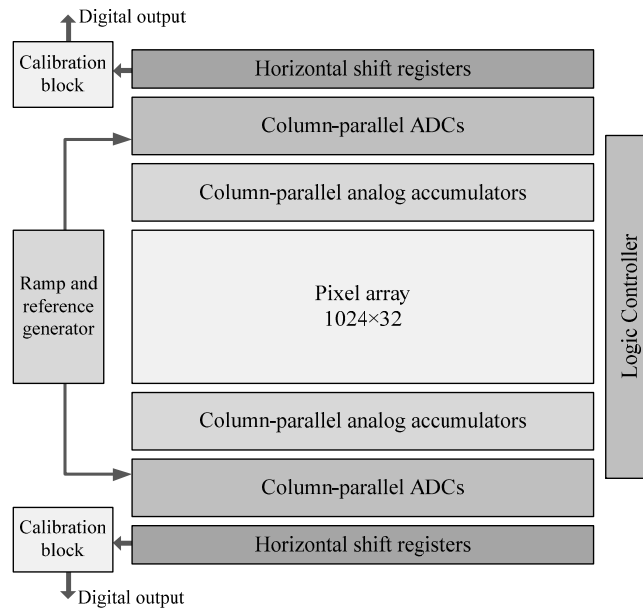 Digital output
Calibration
block
Horizontal shift registers
Column-parallel ADCs
Column-parallel analog accumulators
Ramp and
reference
generator
Pixel array
1024×32
Logic Controller
Column-parallel analog accumulators
Column-parallel ADCs
Calibration
block
Horizontal shift registers
Digital output